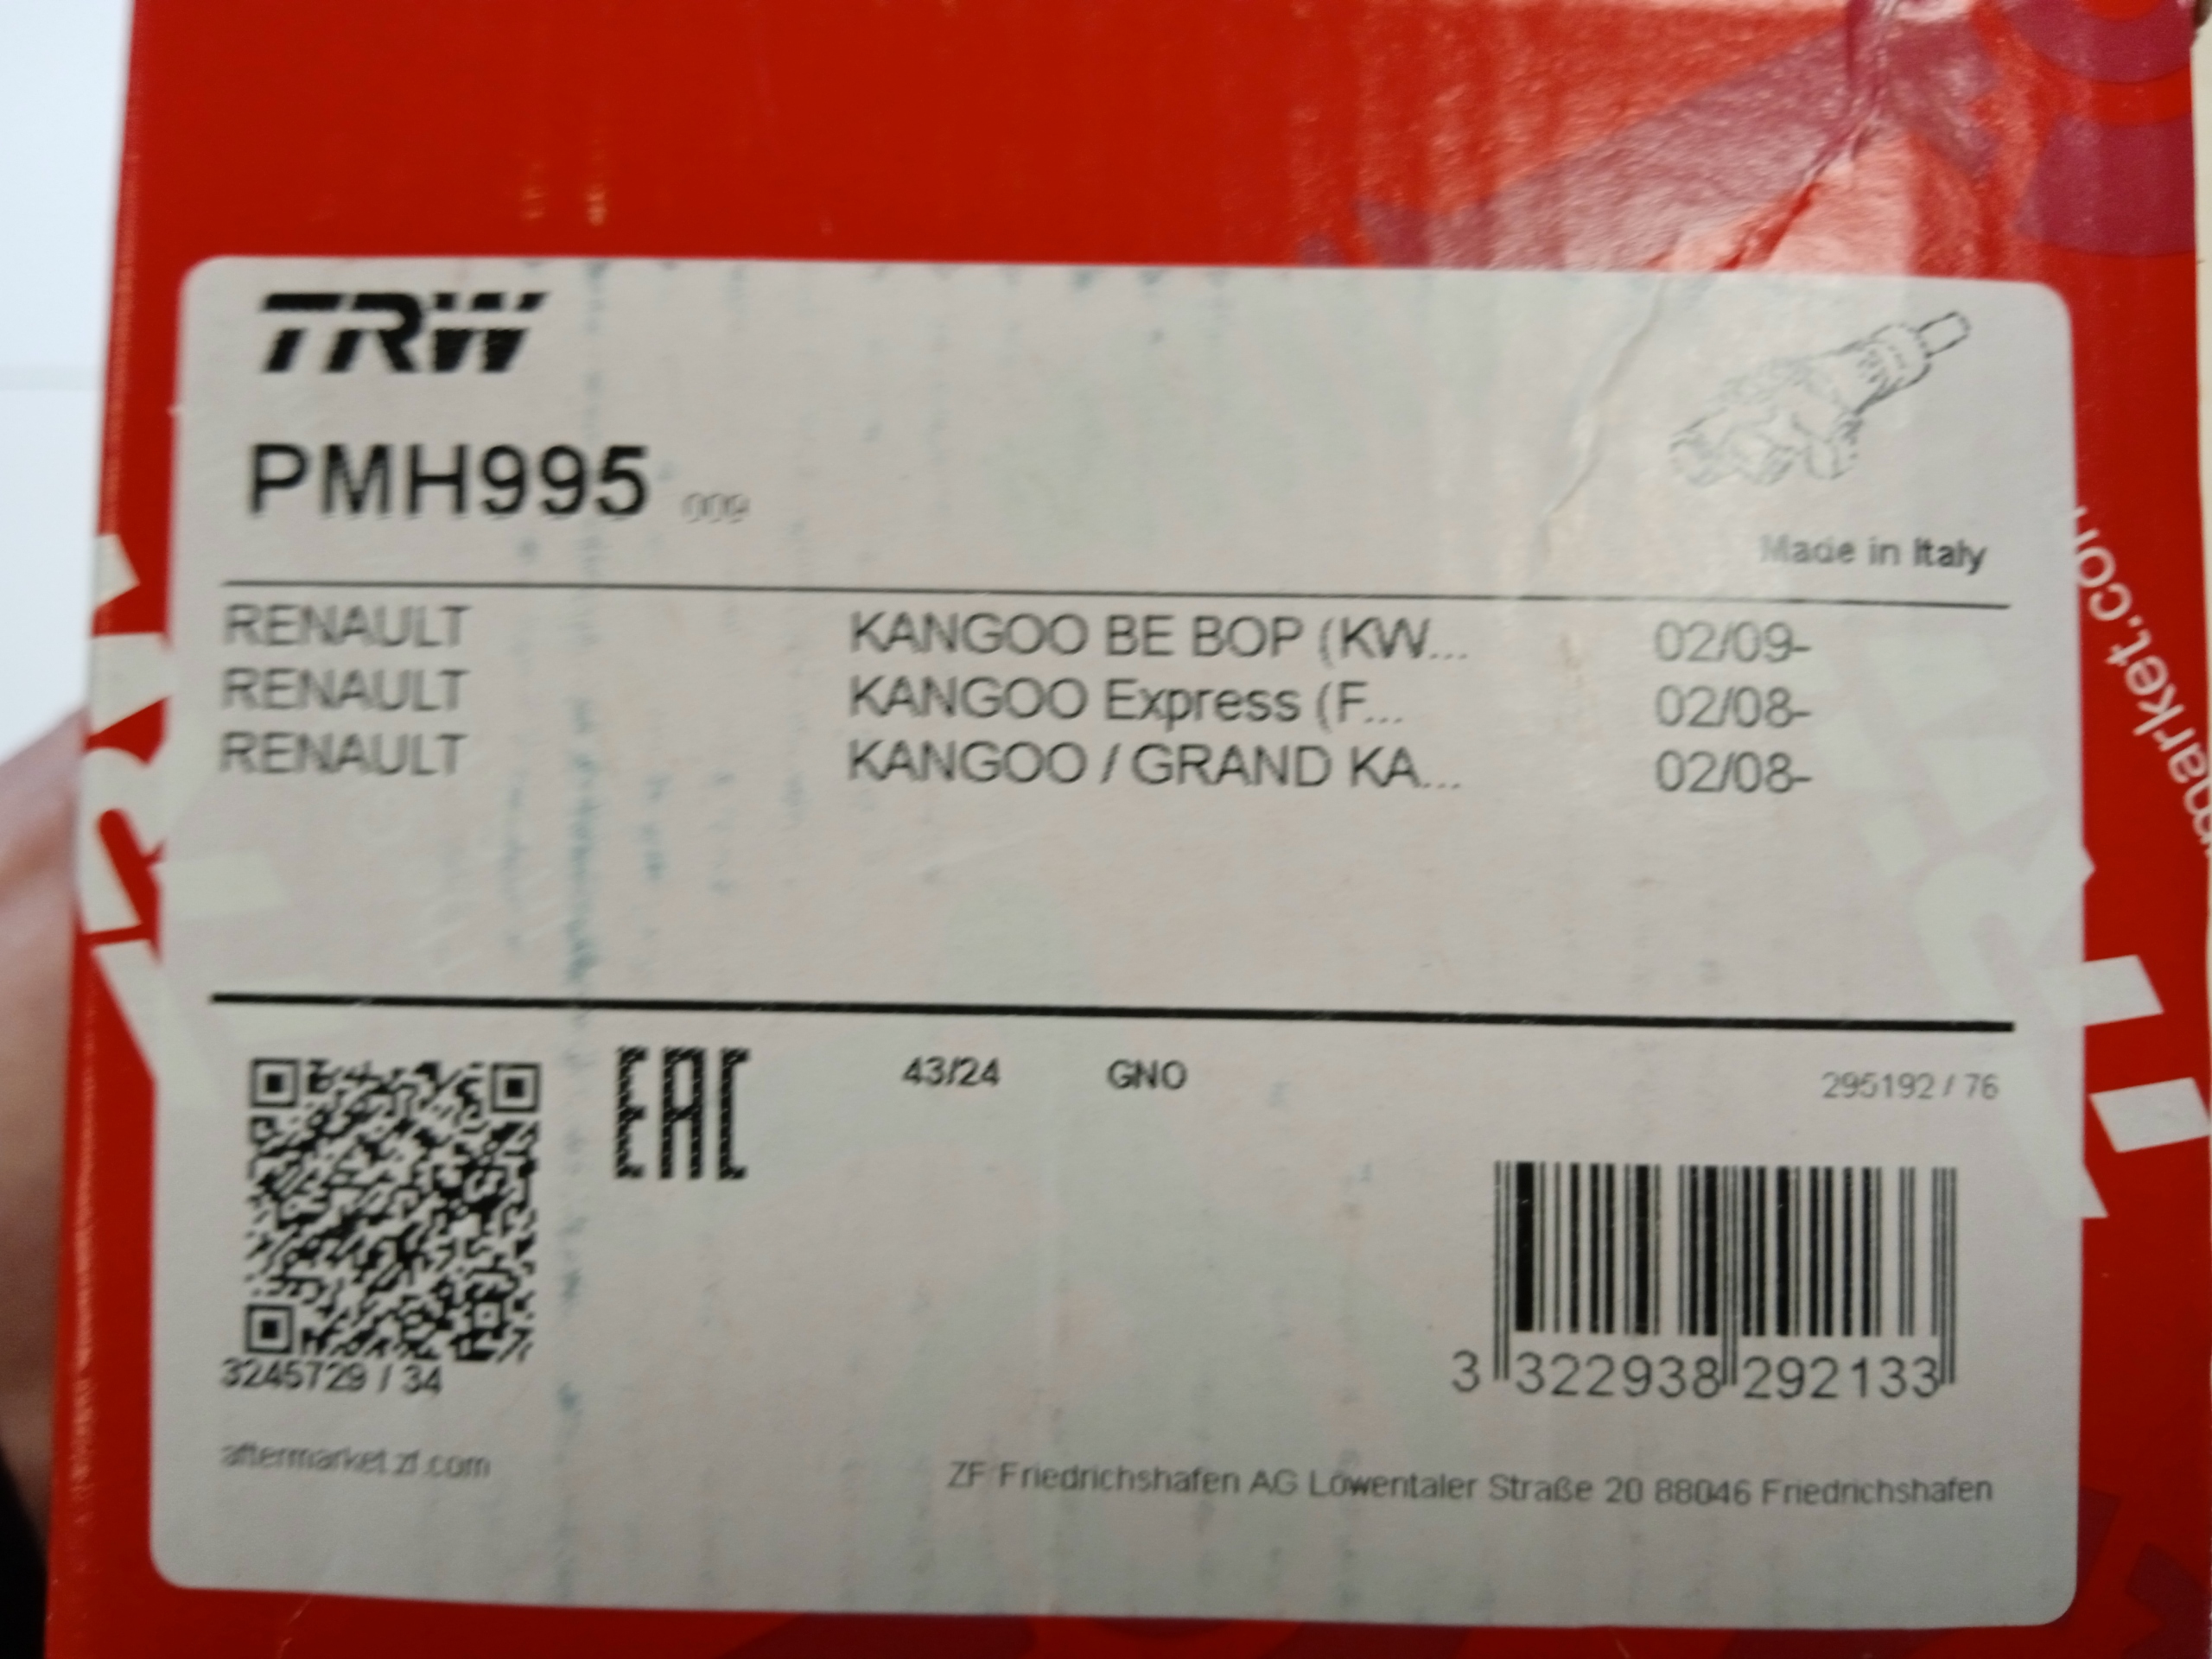 TRW
PMH995 009
Made in Italy
RENAULT KANGOO BE BOP (KW... 02/09-
RENAULT KANGOO Express (F... 02/08-
RENAULT KANGOO / GRAND KA... 02/08-
EAC 43/24 GNO 295192 / 76
3245729 / 34
3 322938 292133
aftermarket.zf.com
ZF Friedrichshafen AG Löwentaler Straße 20 88046 Friedrichshafen